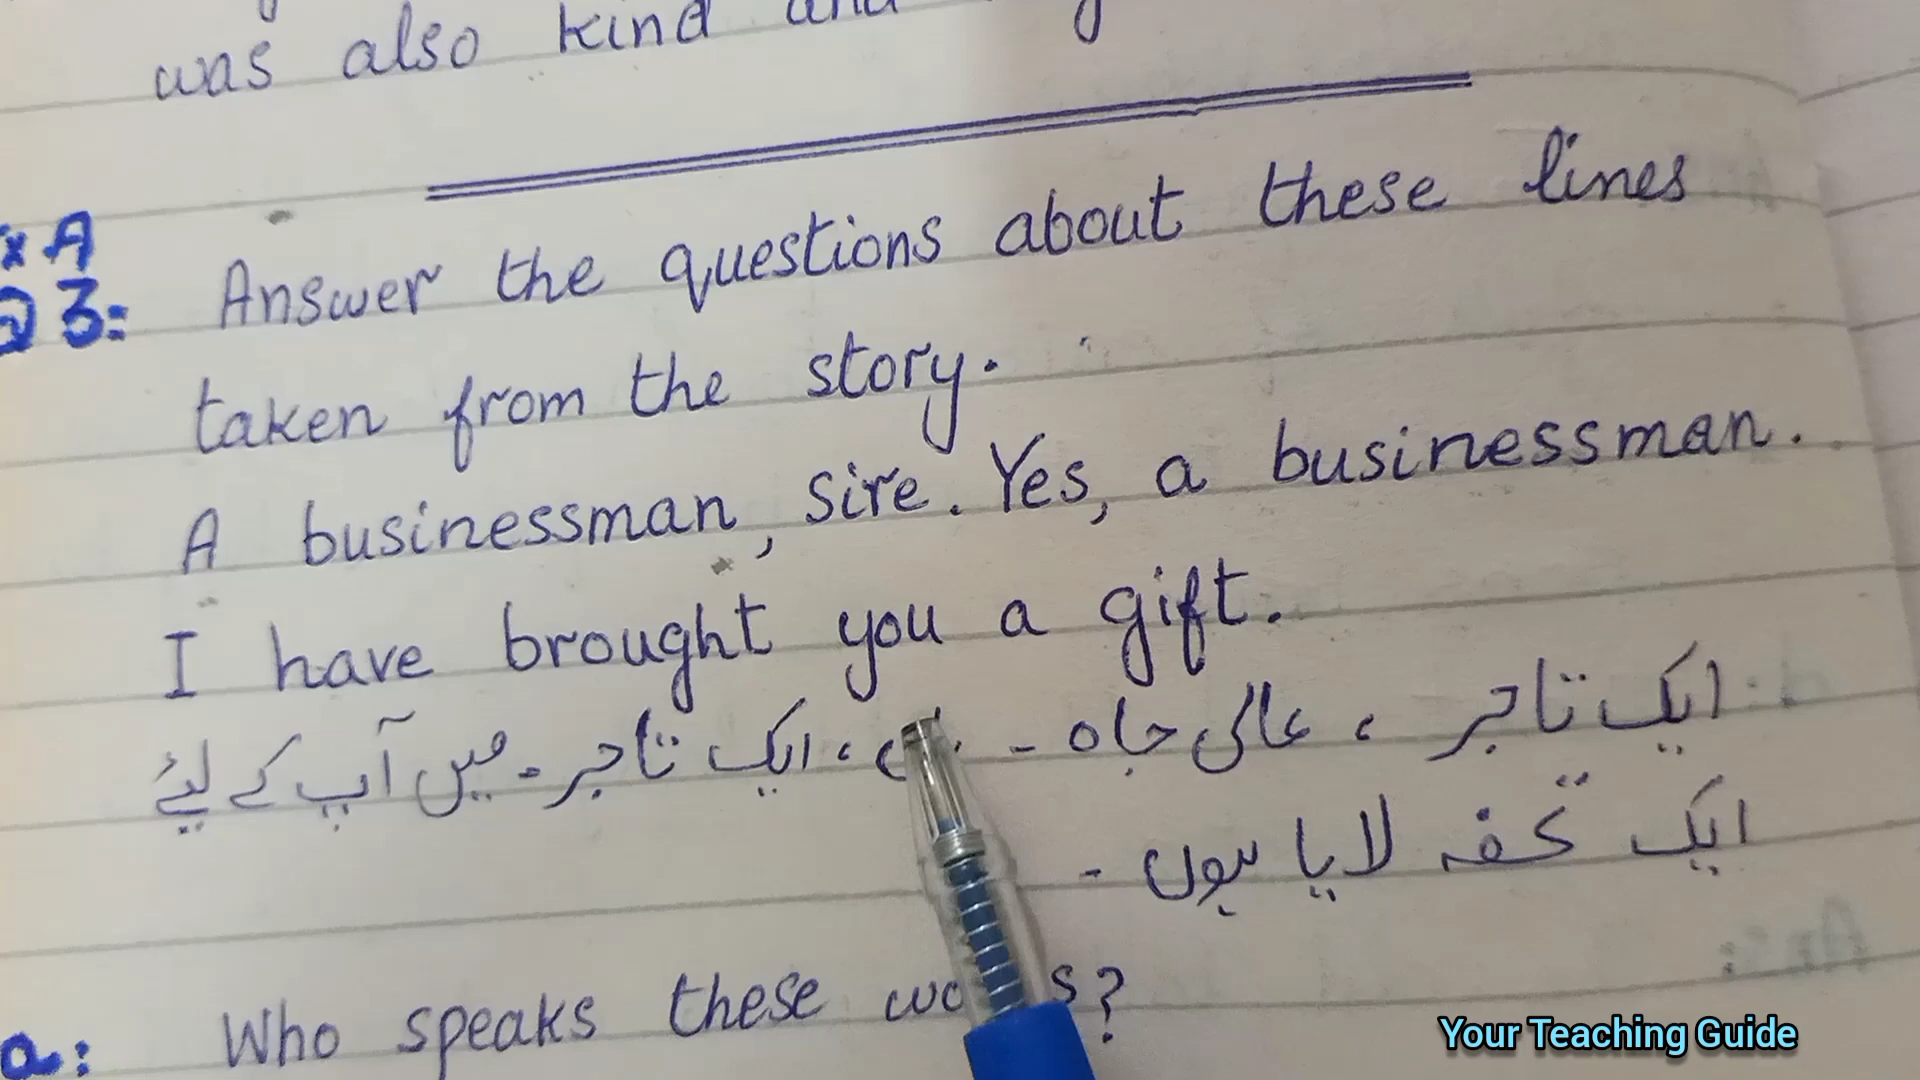 was also kind
Ex A
Q3: Answer the questions about these lines
taken from the story.
A businessman, sire. Yes, a businessman.
I have brought you a gift.
ایک تاجر ، عالی جاہ ۔ ، ایک تاجر ۔ میں آپ کے لیئے
ایک تحفہ لایا ہوں ۔
a: Who speaks these
Your Teaching Guide